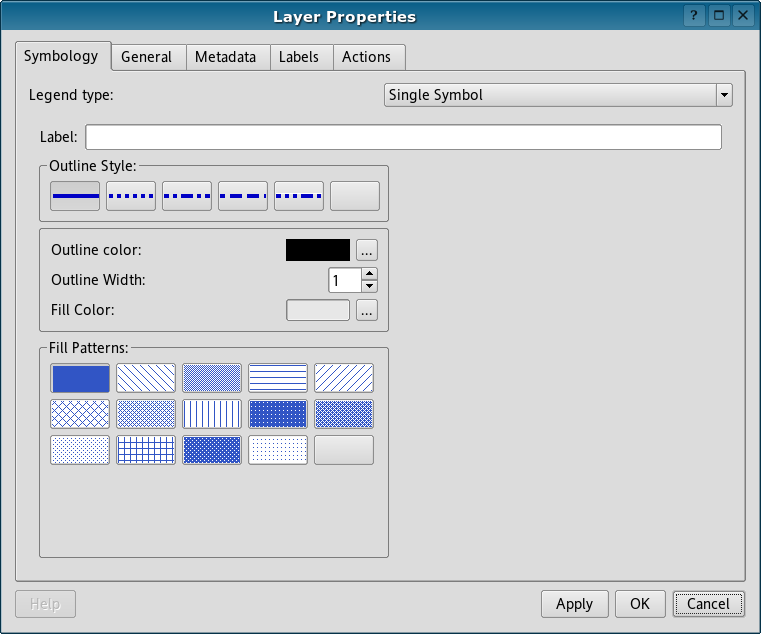 Layer Properties ?
Symbology General Metadata Labels Actions
Legend type: Single Symbol
Label:
Outline Style:
Outline color: ...
Outline Width: 1
Fill Color: ...
Fill Patterns:
Help Apply OK Cancel